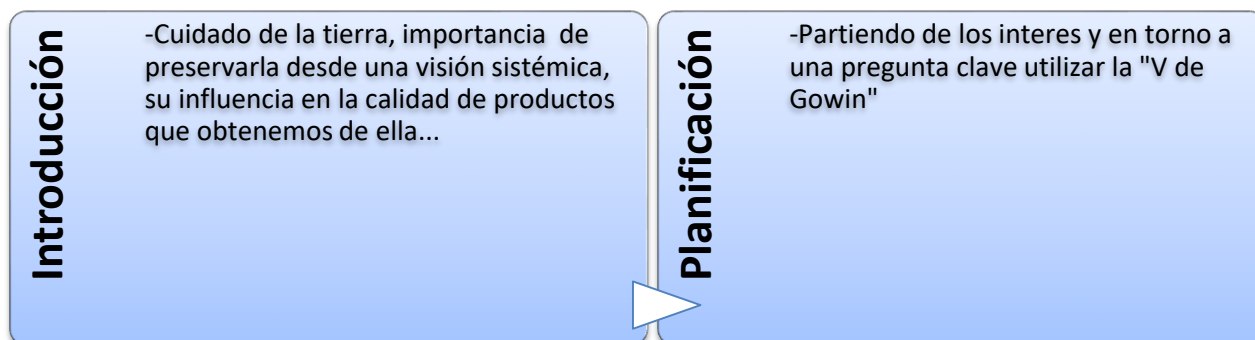 Introducción
-Cuidado de la tierra, importancia  de
preservarla desde una visión sistémica,
su influencia en la calidad de productos
que obtenemos de ella...
Planificación
-Partiendo de los interes y en torno a
una pregunta clave utilizar la "V de
Gowin"